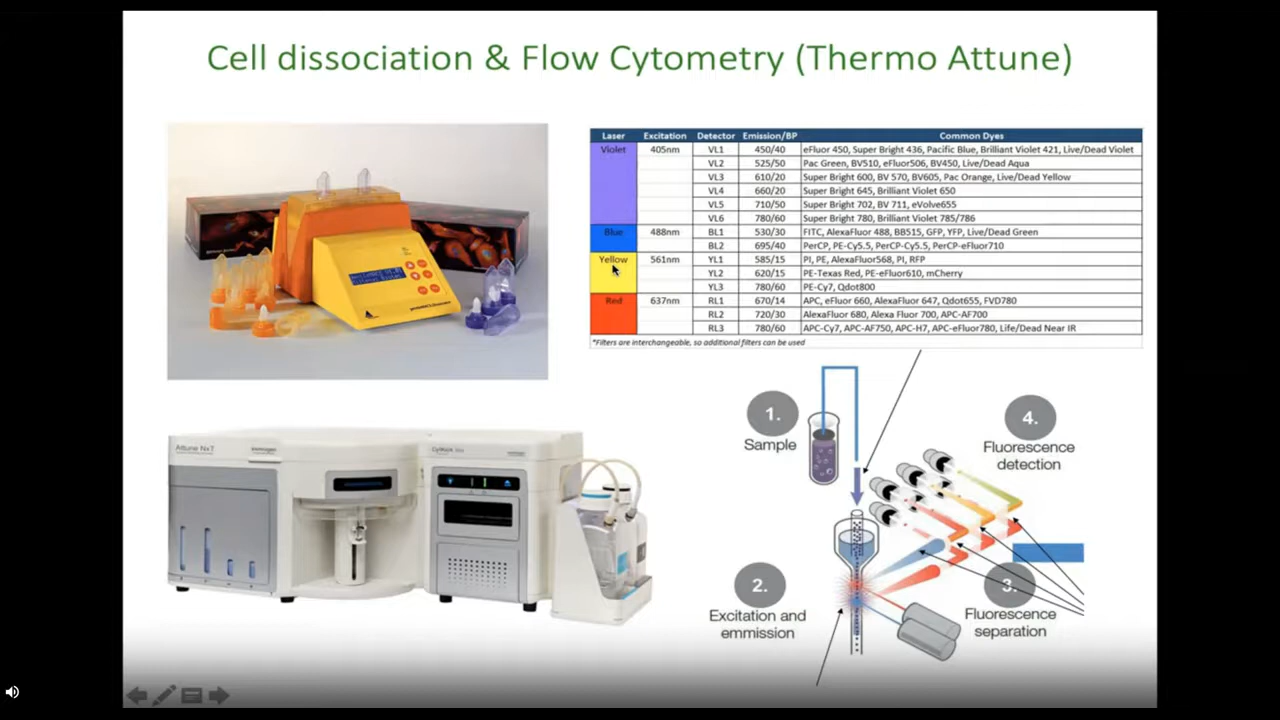 Cell dissociation & Flow Cytometry (Thermo Attune)
Laser Excitation Detector Emission/BP Common Dyes
Violet 405nm VL1 450/40 eFluor 450, Super Bright 436, Pacific Blue, Brilliant Violet 421, Live/Dead Violet
VL2 525/50 Pac Green, BV510, eFluor506, BV450, Live/Dead Aqua
VL3 610/20 Super Bright 600, BV 570, BV605, Pac Orange, Live/Dead Yellow
VL4 660/20 Super Bright 645, Brilliant Violet 650
VL5 710/50 Super Bright 702, BV 711, eVolve655
VL6 780/60 Super Bright 780, Brilliant Violet 785/786
Blue 488nm BL1 530/30 FITC, AlexaFluor 488, BB515, GFP, YFP, Live/Dead Green
BL2 695/40 PerCP, PE-Cy5.5, PerCP-Cy5.5, PerCP-eFluor710
Yellow 561nm YL1 585/15 PI, PE, AlexaFluor568, PI, RFP
YL2 620/15 PE-Texas Red, PE-eFluor610, mCherry
YL3 780/60 PE-Cy7, Qdot800
Red 637nm RL1 670/14 APC, eFluor 660, AlexaFluor 647, Qdot655, FVD780
RL2 720/30 AlexaFluor 680, Alexa Fluor 700, APC-AF700
RL3 780/60 APC-Cy7, APC-AF750, APC-H7, APC-eFluor780, Life/Dead Near IR
*Filters are interchangeable, so additional filters can be used
1.
Sample
4.
Fluorescence
detection
Attune NxT
invitrogen
CytKick
invitrogen
2.
Excitation and
emmission
3.
Fluorescence
separation